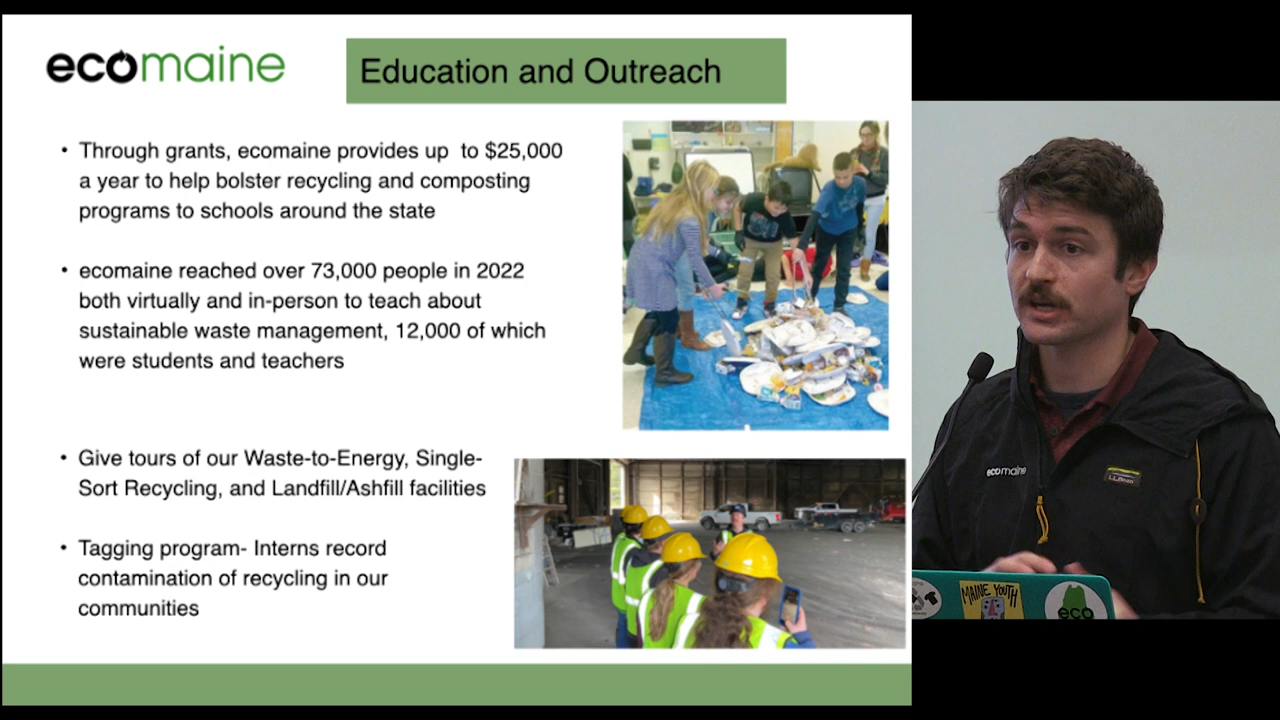 ecomaine
Education and Outreach
• Through grants, ecomaine provides up  to $25,000
a year to help bolster recycling and composting
programs to schools around the state
• ecomaine reached over 73,000 people in 2022
both virtually and in-person to teach about
sustainable waste management, 12,000 of which
were students and teachers
• Give tours of our Waste-to-Energy, Single-
Sort Recycling, and Landfill/Ashfill facilities
• Tagging program- Interns record
contamination of recycling in our
communities
ecomaine
L.L.Bean
MAINE YOUTH
eco